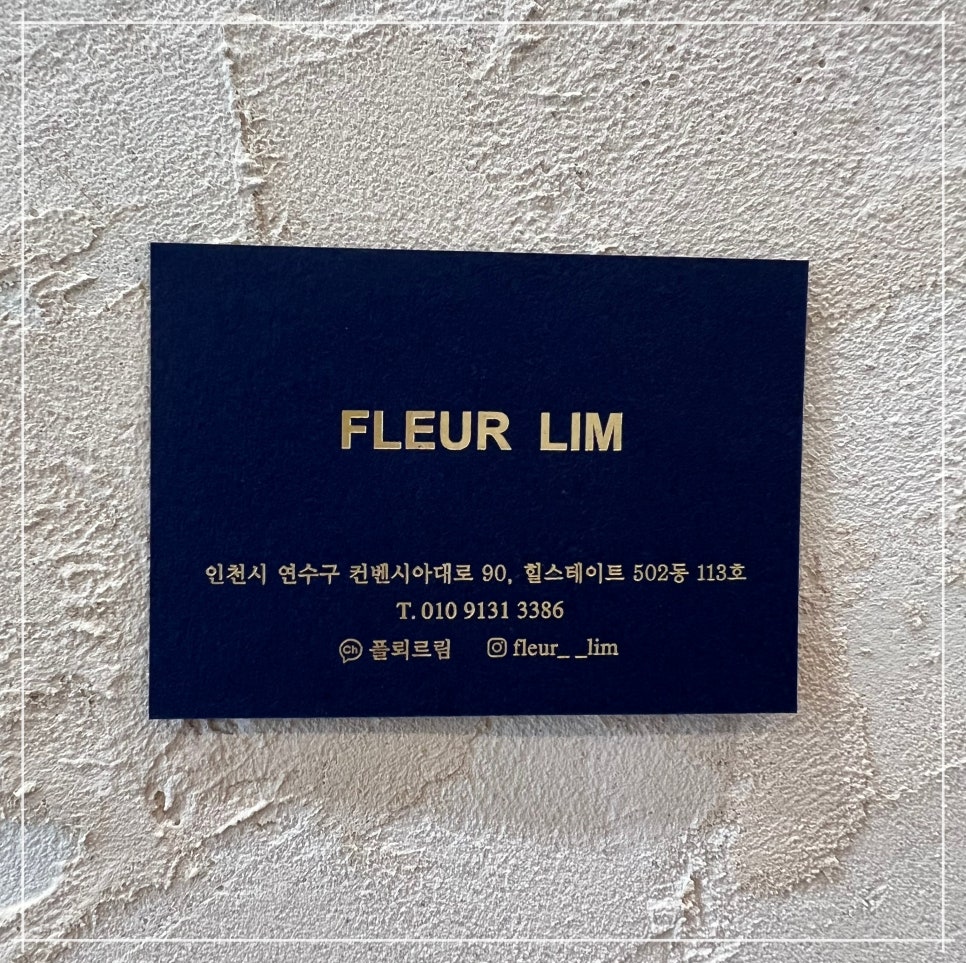 FLEUR LIM
인천시 연수구 컨벤시아대로 90, 힐스테이트 502동 113호
T. 010 9131 3386
Ch 플뢰르림 fleur_ _lim